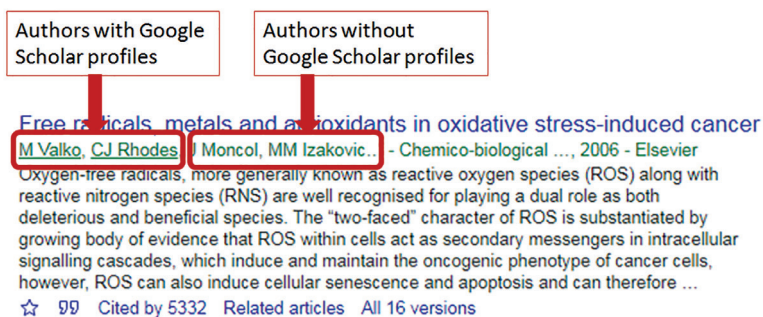 Authors with Google
Scholar profiles
Authors without
Google Scholar profiles
Free radicals, metals and antioxidants in oxidative stress-induced cancer
M Valko, CJ Rhodes, J Moncol, MM Izakovic... - Chemico-biological ..., 2006 - Elsevier
Oxygen-free radicals, more generally known as reactive oxygen species (ROS) along with
reactive nitrogen species (RNS) are well recognised for playing a dual role as both
deleterious and beneficial species. The “two-faced” character of ROS is substantiated by
growing body of evidence that ROS within cells act as secondary messengers in intracellular
signalling cascades, which induce and maintain the oncogenic phenotype of cancer cells,
however, ROS can also induce cellular senescence and apoptosis and can therefore ...
Cited by 5332 Related articles All 16 versions